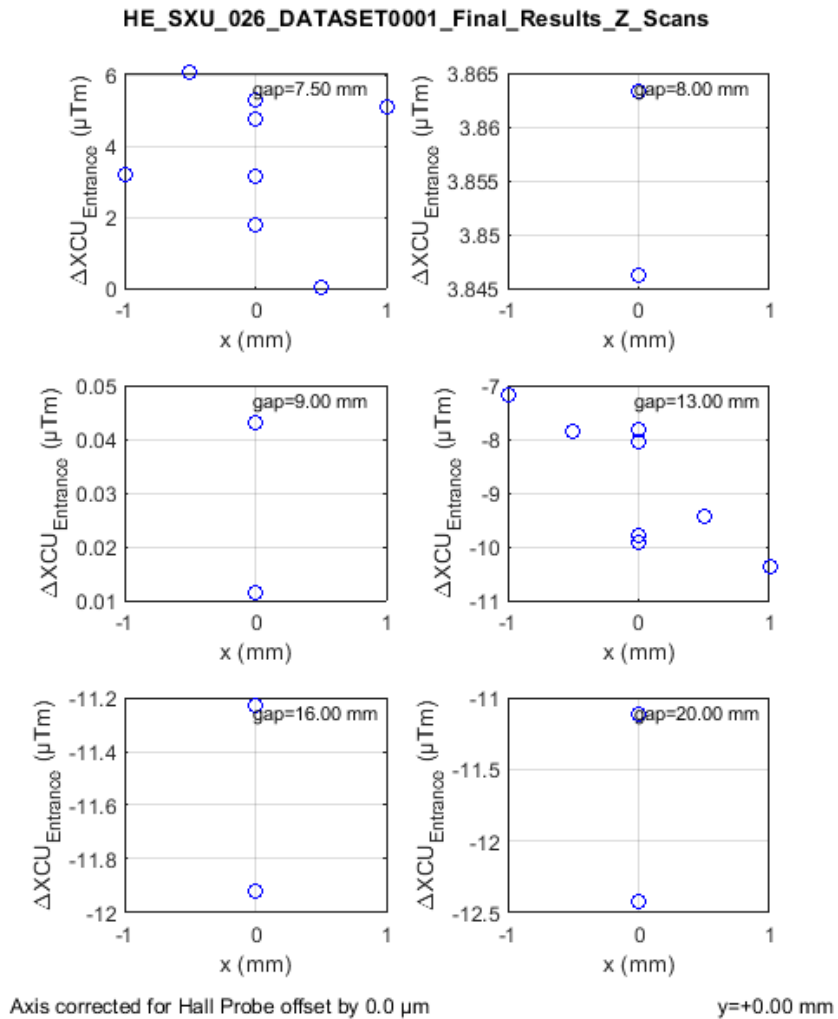 HE_SXU_026_DATASET0001_Final_Results_Z_Scans
gap=7.50 mm
ΔXCU_Entrance (µTm)
6
4
2
0
-1
0
1
x (mm)
gap=8.00 mm
ΔXCU_Entrance (µTm)
3.865
3.86
3.855
3.85
3.845
-1
0
1
x (mm)
gap=9.00 mm
ΔXCU_Entrance (µTm)
0.05
0.04
0.03
0.02
0.01
-1
0
1
x (mm)
gap=13.00 mm
ΔXCU_Entrance (µTm)
-7
-8
-9
-10
-11
-1
0
1
x (mm)
gap=16.00 mm
ΔXCU_Entrance (µTm)
-11.2
-11.4
-11.6
-11.8
-12
-1
0
1
x (mm)
gap=20.00 mm
ΔXCU_Entrance (µTm)
-11
-11.5
-12
-12.5
-1
0
1
x (mm)
Axis corrected for Hall Probe offset by 0.0 µm
y=+0.00 mm